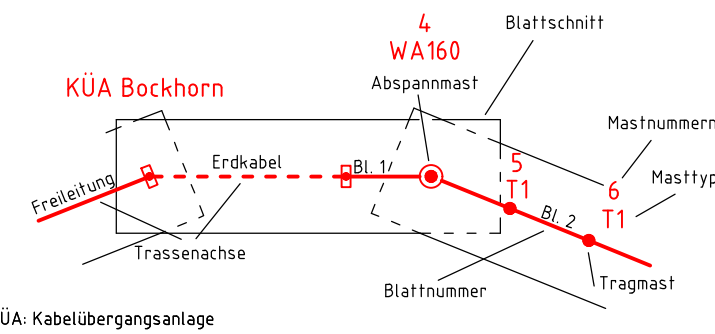 4
WA160
Blattschnitt
KÜA Bockhorn
Abspannmast
Mastnummern
Erdkabel
Bl. 1
5
T1
Masttyp
Freileitung
6
T1
Bl. 2
Trassenachse
Tragmast
Blattnummer
ÜA: Kabelübergangsanlage